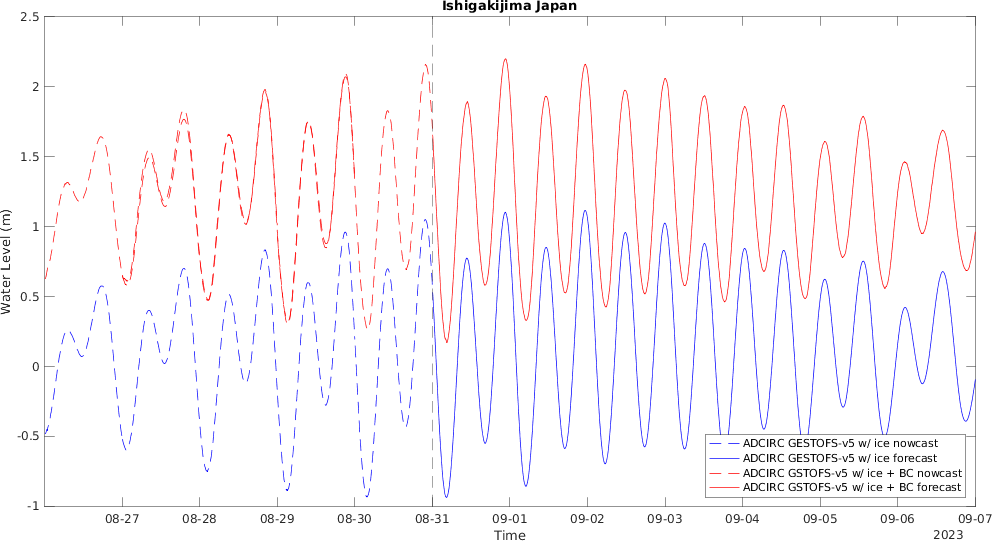 Ishigakijima Japan
2.5
2
1.5
1
0.5
0
-0.5
-1
Water Level (m)
ADCIRC GESTOFS-v5 w/ ice nowcast
ADCIRC GESTOFS-v5 w/ ice forecast
ADCIRC GSTOFS-v5 w/ ice + BC nowcast
ADCIRC GSTOFS-v5 w/ ice + BC forecast
08-27 08-28 08-29 08-30 08-31 09-01 09-02 09-03 09-04 09-05 09-06 09-07
Time
2023